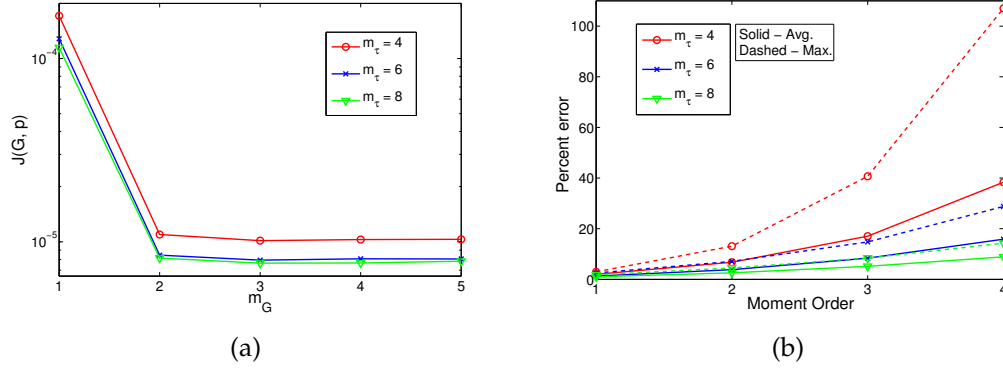 10^-4
10^-5
J(G, p)
m_τ = 4
m_τ = 6
m_τ = 8
1 2 3 4 5
m_G
(a)
120
100
80
60
40
20
0
Percent error
m_τ = 4
m_τ = 6
m_τ = 8
Solid − Avg.
Dashed − Max.
1 2 3 4
Moment Order
(b)